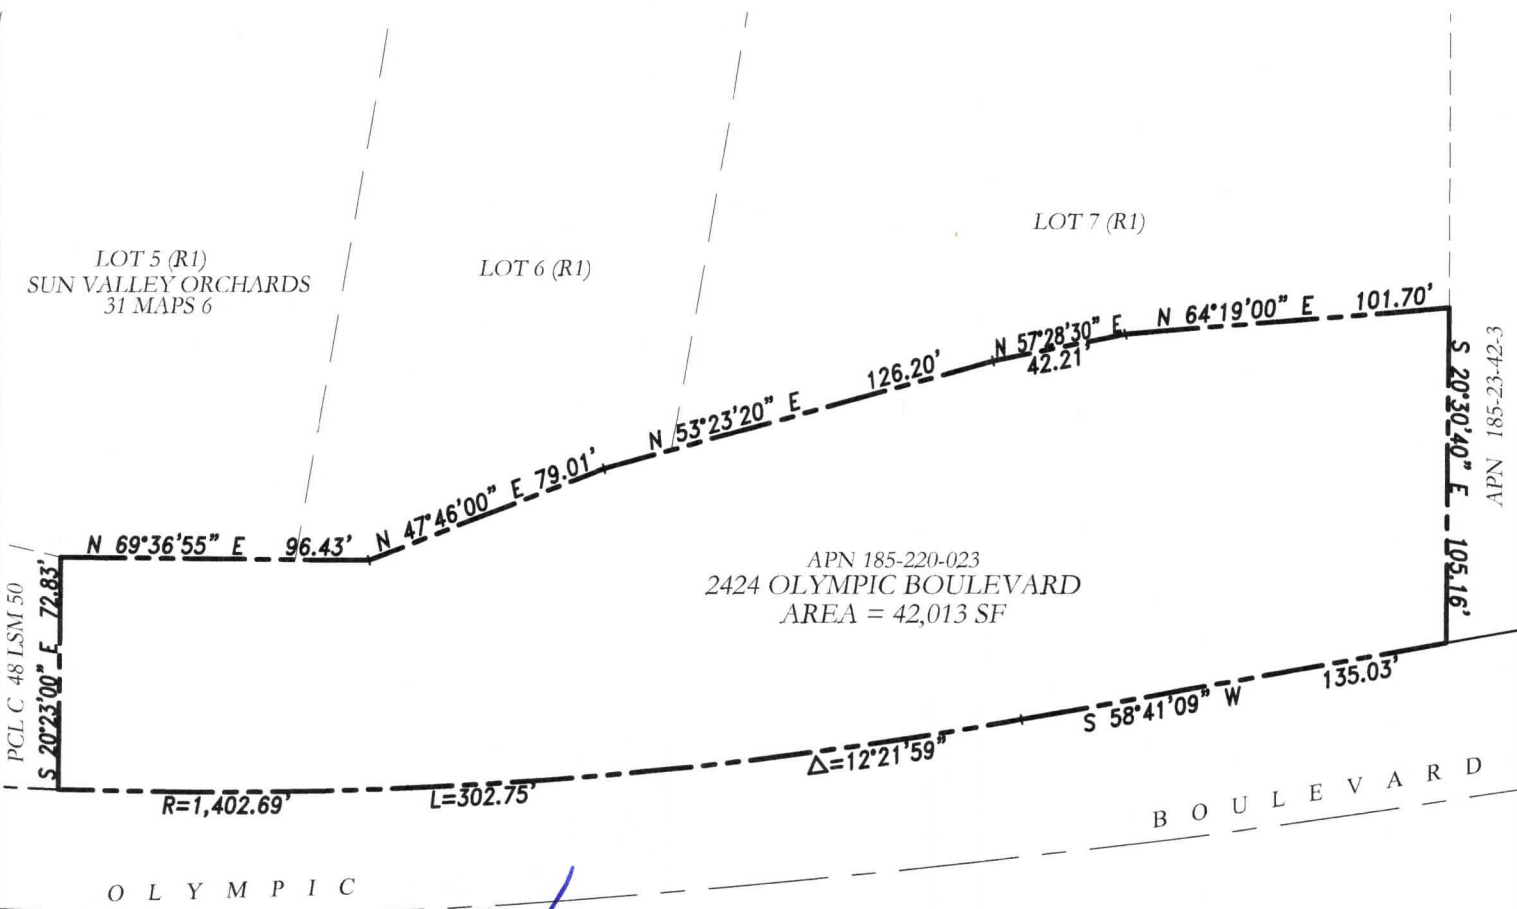 LOT 5 (R1)
SUN VALLEY ORCHARDS
31 MAPS 6
LOT 6 (R1)
LOT 7 (R1)
N 69°36'55" E 96.43'
N 47°46'00" E 79.01'
N 53°23'20" E 126.20'
N 57°28'30" E
42.21'
N 64°19'00" E 101.70'
S 20°30'40" E 105.16'
APN 185-23-42-3
APN 185-220-023
2424 OLYMPIC BOULEVARD
AREA = 42,013 SF
PCL C 48 LSM 50
S 20°23'00" E 72.83'
R=1,402.69'
L=302.75'
Δ=12°21'59"
S 58°41'09" W
135.03'
OLYMPIC BOULEVARD